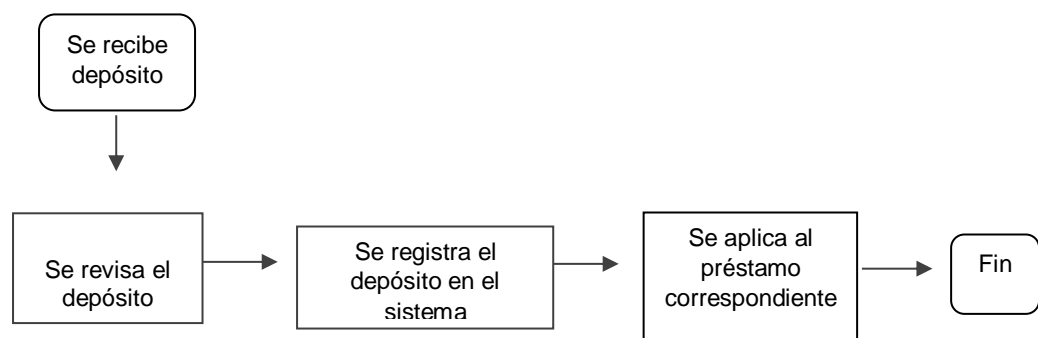 Se recibe
depósito
Se revisa el
depósito
Se registra el
depósito en el
sistema
Se aplica al
préstamo
correspondiente
Fin